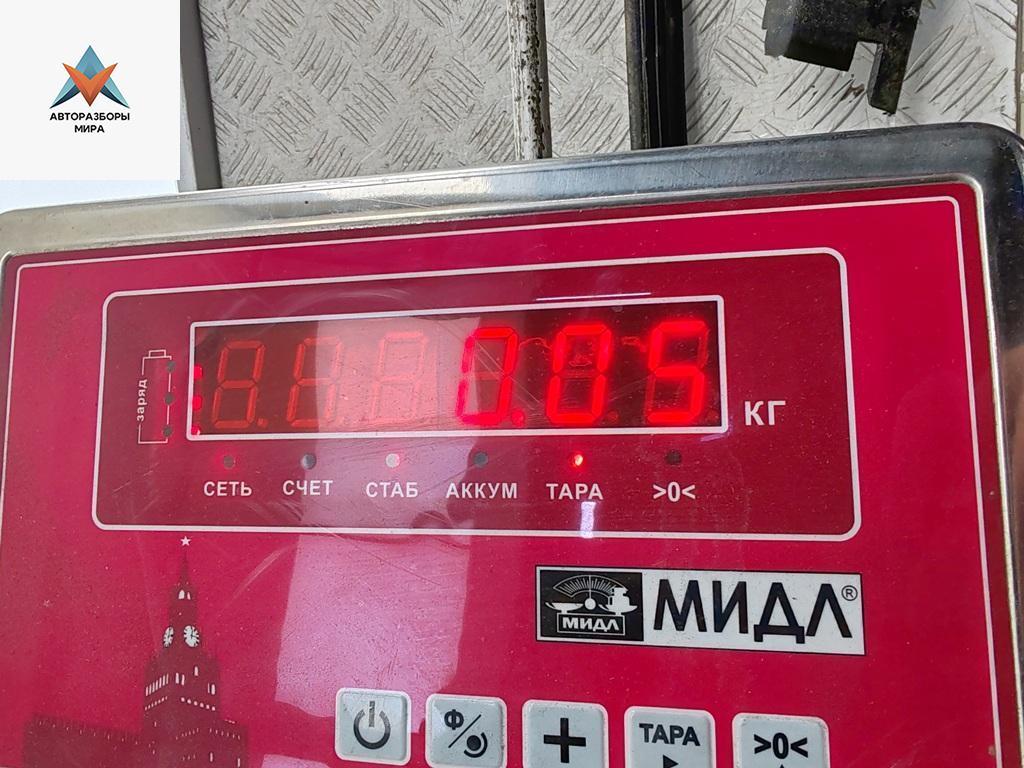 АВТОРАЗБОРЫ
МИРА
заряд
0.05
КГ
СЕТЬ СЧЕТ СТАБ АККУМ ТАРА >0<
МИДЛ
МИДЛ®
Ф
ТАРА
>0<